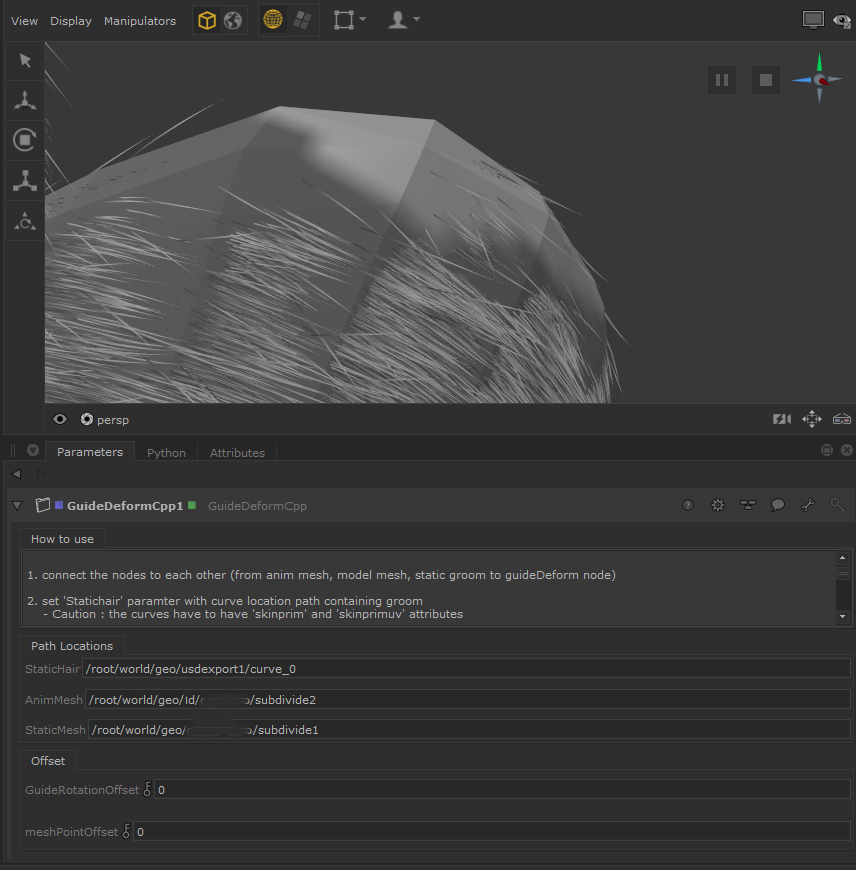 View Display Manipulators
persp
Parameters Python Attributes
GuideDeformCpp1 GuideDeformCpp
How to use
1. connect the nodes to each other (from anim mesh, model mesh, static groom to guideDeform node)
2. set 'Statichair' paramter with curve location path containing groom
- Caution : the curves have to have 'skinprim' and 'skinprimuv' attributes
Path Locations
StaticHair /root/world/geo/usdexport1/curve_0
AnimMesh /root/world/geo/ /subdivide2
StaticMesh /root/world/geo/ /subdivide1
Offset
GuideRotationOffset 0
meshPointOffset 0